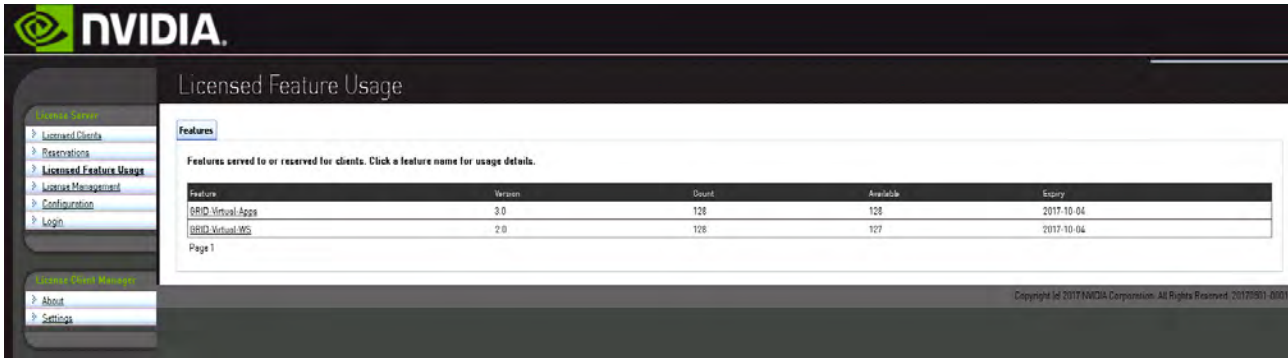 NVIDIA.
Licensed Feature Usage
License Server
Licensed Clients
Reservations
Licensed Feature Usage
License Management
Configuration
Login
License Client Manager
About
Settings
Features
Features served to or reserved for clients. Click a feature name for usage details.
Feature Version Count Available Expiry
GRID-Virtual-Apps 3.0 128 128 2017-10-04
GRID-Virtual-WS 2.0 128 127 2017-10-04
Page 1
Copyright (c) 2017 NVIDIA Corporation. All Rights Reserved. 20170501-0001